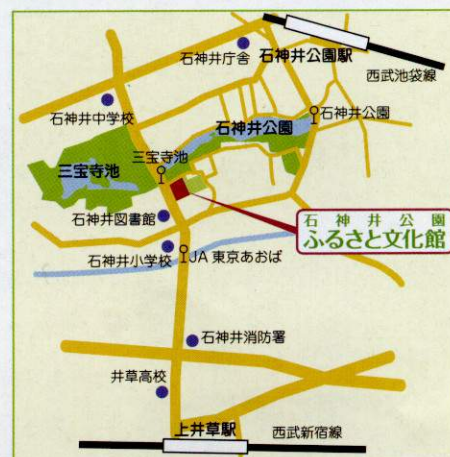 石神井庁舎
石神井公園駅
西武池袋線
石神井中学校
石神井公園
石神井公園
三宝寺池
三宝寺池
石神井図書館
石神井公園
ふるさと文化館
石神井小学校
JA東京あおば
石神井消防署
井草高校
上井草駅
西武新宿線